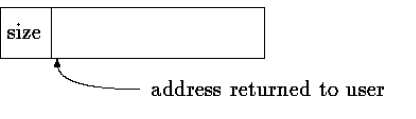 size
address returned to user